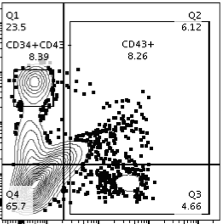 Q1
23.5
Q2
6.12
CD34+CD43-
8.39
CD43+
8.26
Q4
65.7
Q3
4.66